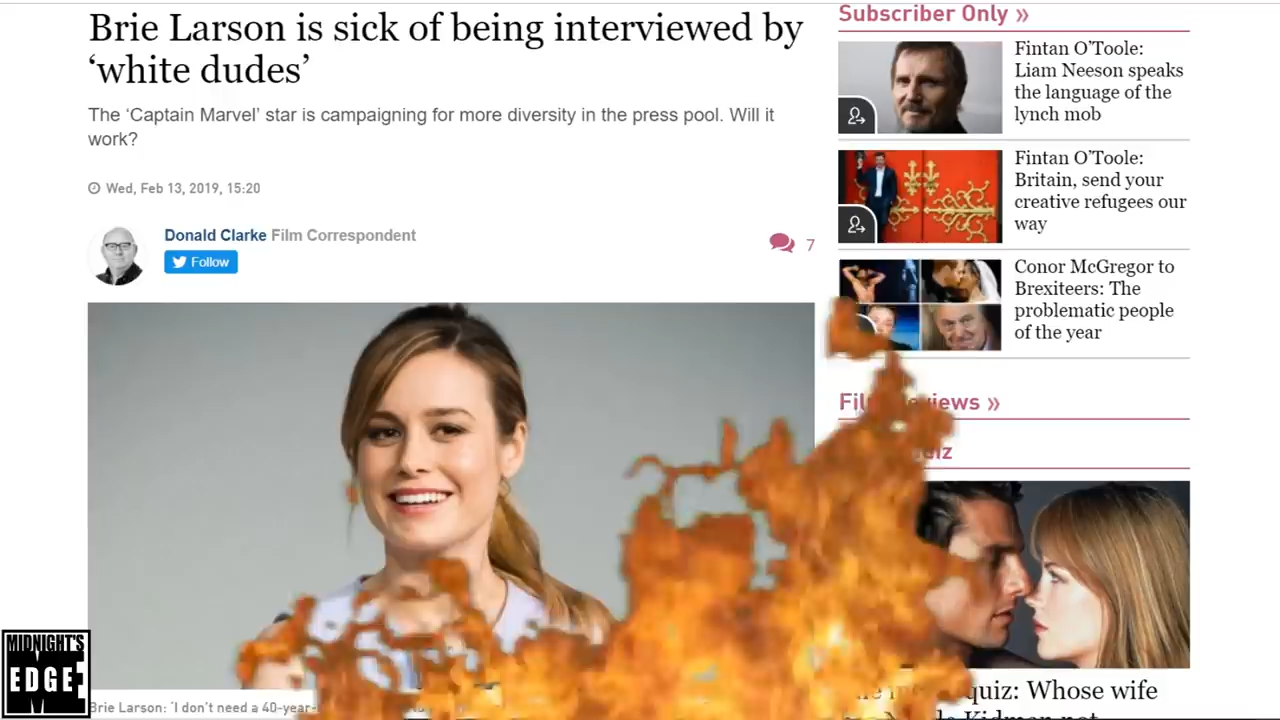 Brie Larson is sick of being interviewed by
‘white dudes’
The ‘Captain Marvel’ star is campaigning for more diversity in the press pool. Will it
work?
Wed, Feb 13, 2019, 15:20
Donald Clarke Film Correspondent
Follow
7
Brie Larson: ‘I don’t need a 40-year-
Subscriber Only »
Fintan O’Toole:
Liam Neeson speaks
the language of the
lynch mob
Fintan O’Toole:
Britain, send your
creative refugees our
way
Conor McGregor to
Brexiteers: The
problematic people
of the year
quiz: Whose wife
Kidman not
MIDNIGHT'S
EDGE